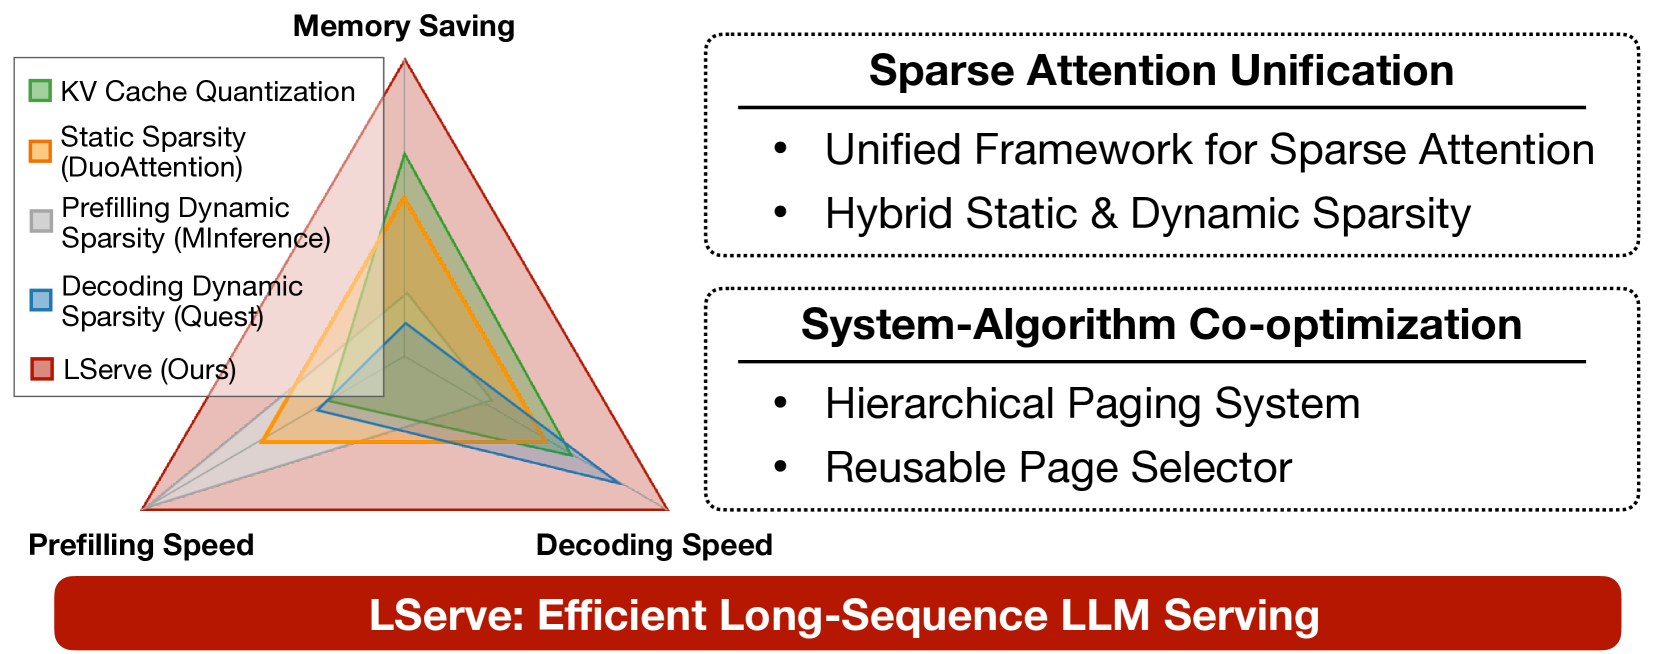 Memory Saving
KV Cache Quantization
Static Sparsity
(DuoAttention)
Prefilling Dynamic
Sparsity (MInference)
Decoding Dynamic
Sparsity (Quest)
LServe (Ours)
Prefilling Speed
Decoding Speed
Sparse Attention Unification
• Unified Framework for Sparse Attention
• Hybrid Static & Dynamic Sparsity
System-Algorithm Co-optimization
• Hierarchical Paging System
• Reusable Page Selector
LServe: Efficient Long-Sequence LLM Serving